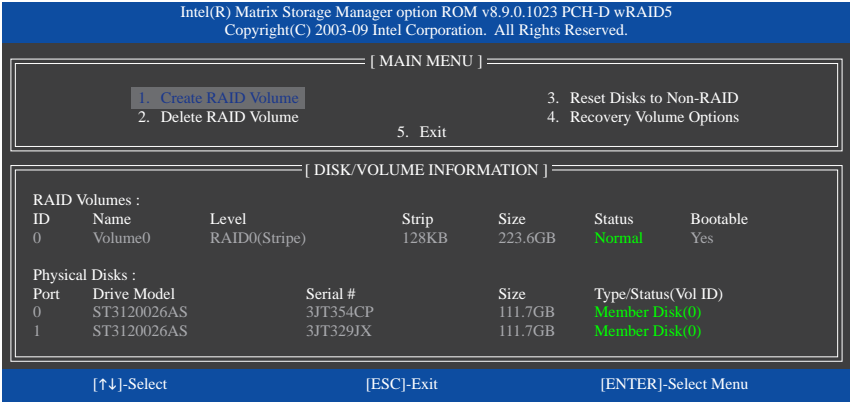 Intel(R) Matrix Storage Manager option ROM v8.9.0.1023 PCH-D wRAID5
Copyright(C) 2003-09 Intel Corporation. All Rights Reserved.
[ MAIN MENU ]
1. Create RAID Volume 3. Reset Disks to Non-RAID
2. Delete RAID Volume 4. Recovery Volume Options
5. Exit
[ DISK/VOLUME INFORMATION ]
RAID Volumes :
ID Name Level Strip Size Status Bootable
0 Volume0 RAID0(Stripe) 128KB 223.6GB Normal Yes
Physical Disks :
Port Drive Model Serial # Size Type/Status(Vol ID)
0 ST3120026AS 3JT354CP 111.7GB Member Disk(0)
1 ST3120026AS 3JT329JX 111.7GB Member Disk(0)
[↑↓]-Select [ESC]-Exit [ENTER]-Select Menu